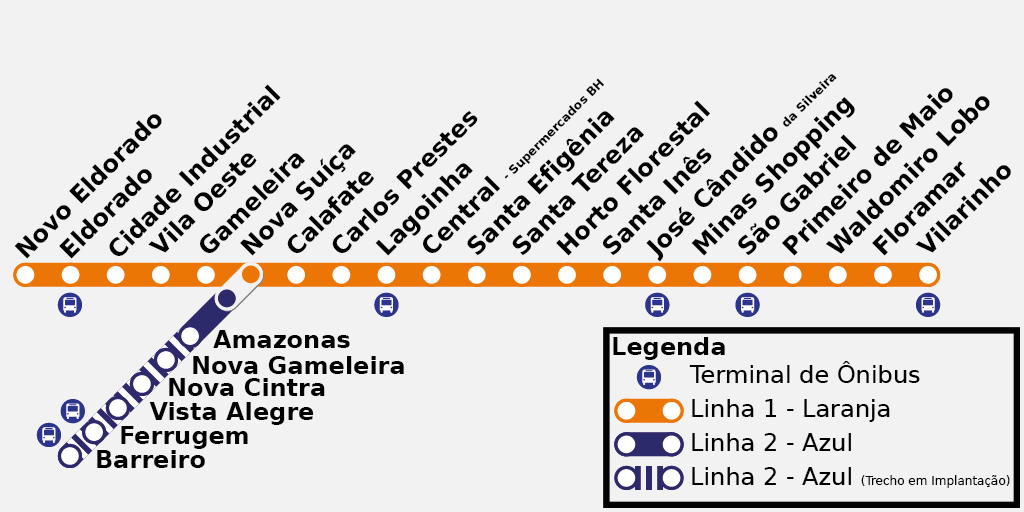 Novo Eldorado
Eldorado
Cidade Industrial
Vila Oeste
Gameleira
Nova Suíça
Calafate
Carlos Prestes
Lagoinha
Central - Supermercados BH
Santa Efigênia
Santa Tereza
Horto Florestal
Santa Inês
José Cândido da Silveira
Minas Shopping
São Gabriel
Primeiro de Maio
Waldomiro Lobo
Floramar
Vilarinho
Amazonas
Nova Gameleira
Nova Cintra
Vista Alegre
Ferrugem
Barreiro
Legenda
Terminal de Ônibus
Linha 1 - Laranja
Linha 2 - Azul
Linha 2 - Azul (Trecho em Implantação)